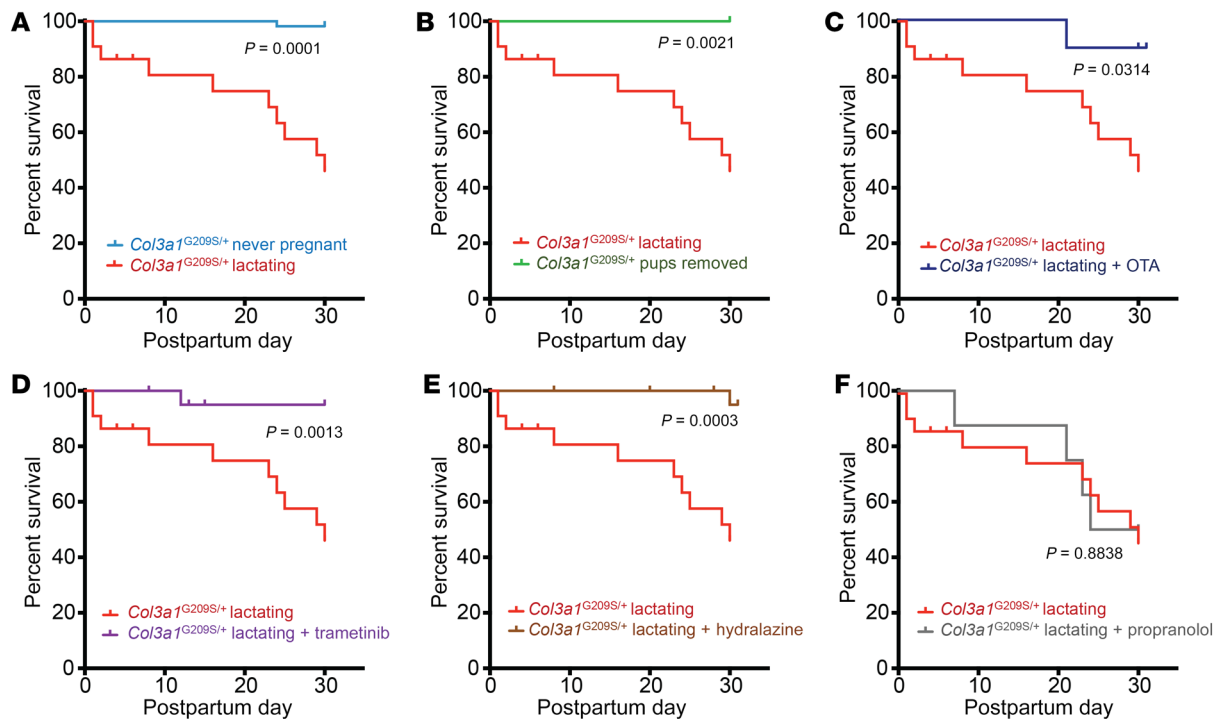 A
Percent survival
100
80
60
40
20
0
P = 0.0001
Col3a1G209S/+ never pregnant
Col3a1G209S/+ lactating
0 10 20 30
Postpartum day
B
Percent survival
100
80
60
40
20
0
P = 0.0021
Col3a1G209S/+ lactating
Col3a1G209S/+ pups removed
0 10 20 30
Postpartum day
C
Percent survival
100
80
60
40
20
0
P = 0.0314
Col3a1G209S/+ lactating
Col3a1G209S/+ lactating + OTA
0 10 20 30
Postpartum day
D
Percent survival
100
80
60
40
20
0
P = 0.0013
Col3a1G209S/+ lactating
Col3a1G209S/+ lactating + trametinib
0 10 20 30
Postpartum day
E
Percent survival
100
80
60
40
20
0
P = 0.0003
Col3a1G209S/+ lactating
Col3a1G209S/+ lactating + hydralazine
0 10 20 30
Postpartum day
F
Percent survival
100
80
60
40
20
0
P = 0.8838
Col3a1G209S/+ lactating
Col3a1G209S/+ lactating + propranolol
0 10 20 30
Postpartum day